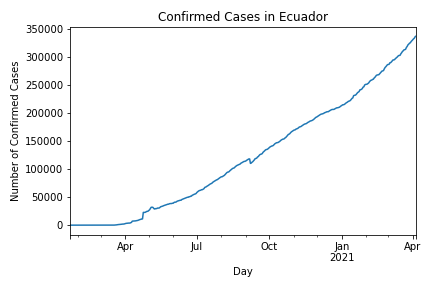 Confirmed Cases in Ecuador
350000
300000
250000
200000
150000
100000
50000
0
Number of Confirmed Cases
Apr Jul Oct Jan Apr
2021
Day